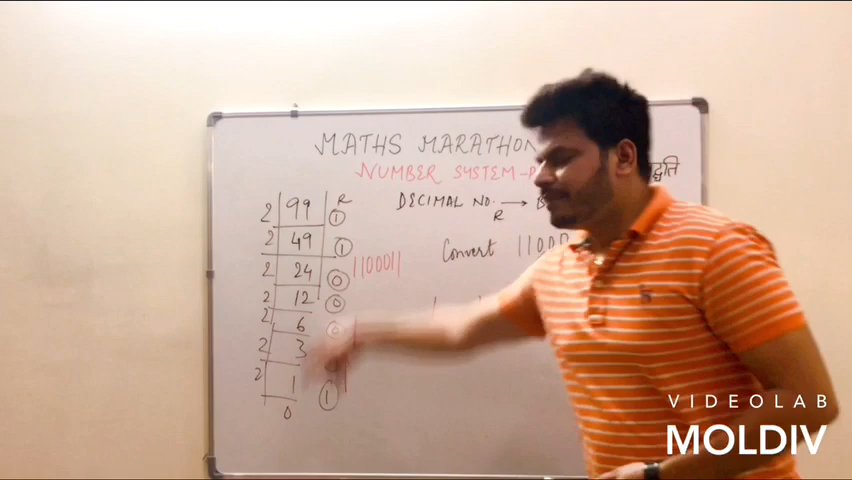 MATHS MARATHON
NUMBER SYSTEM -
DECIMAL NO. → B
R
R
2 99 1
2 49 1
2 24 0
2 12 0
2 6 0
2 3
2 1 1
0
1100011
Convert 11000
VIDEOLAB
MOLDIV